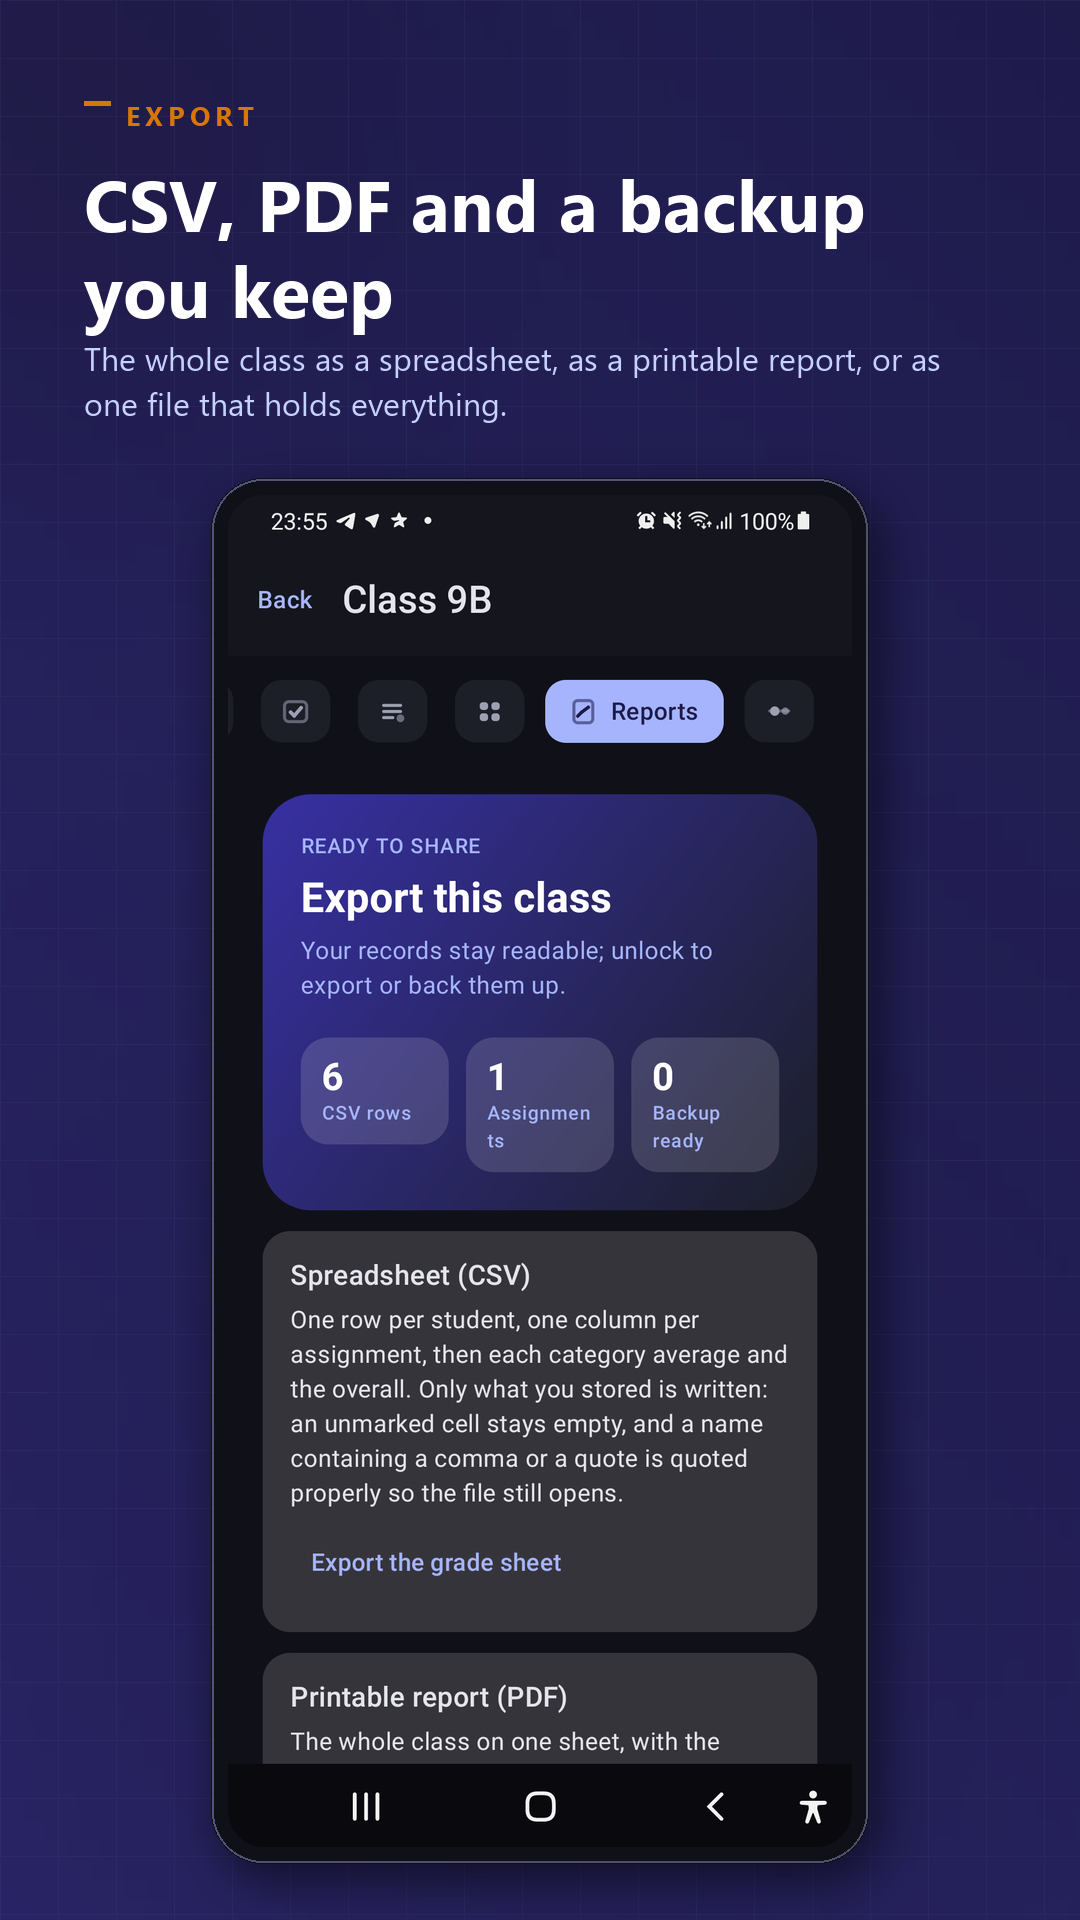 EXPORT
CSV, PDF and a backup
you keep
The whole class as a spreadsheet, as a printable report, or as
one file that holds everything.
23:55
100%
Back
Class 9B
Reports
READY TO SHARE
Export this class
Your records stay readable; unlock to
export or back them up.
6
CSV rows
1
Assignmen
ts
0
Backup
ready
Spreadsheet (CSV)
One row per student, one column per
assignment, then each category average and
the overall. Only what you stored is written:
an unmarked cell stays empty, and a name
containing a comma or a quote is quoted
properly so the file still opens.
Export the grade sheet
Printable report (PDF)
The whole class on one sheet, with the